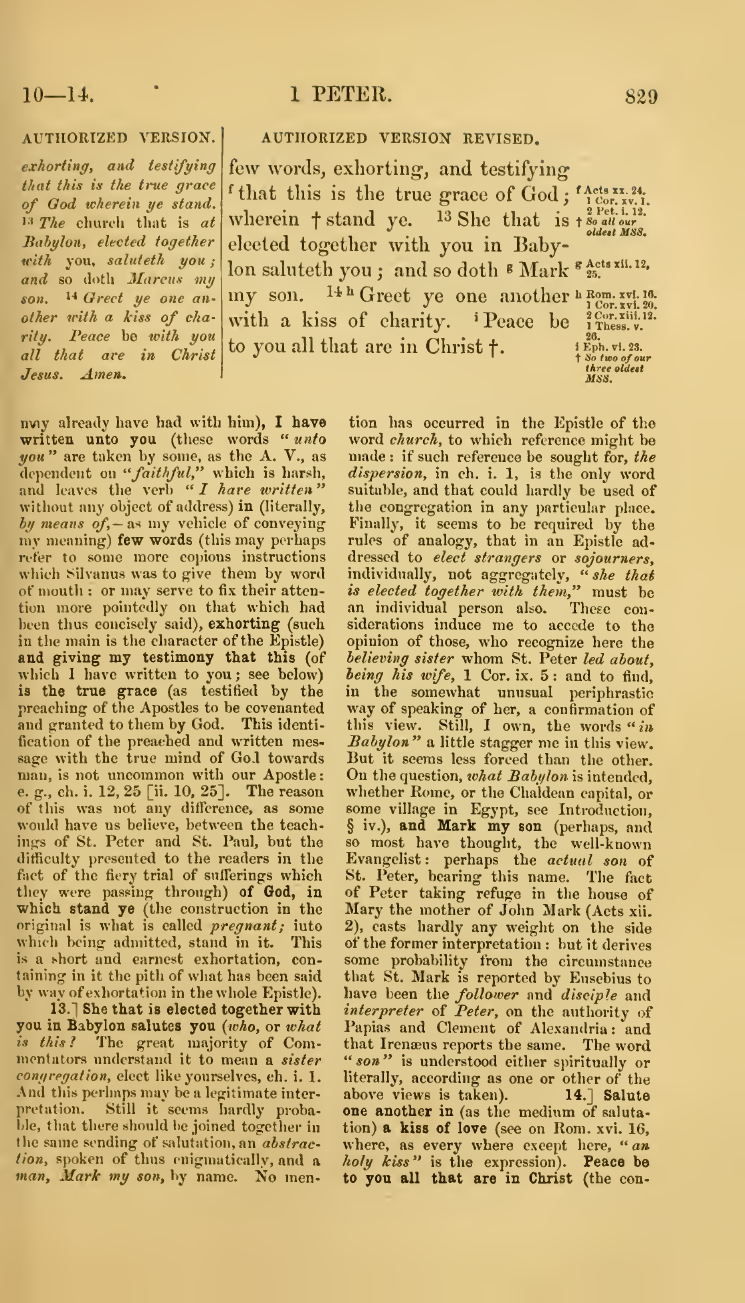 10—14.
1 PETER.
829
AUTHORIZED VERSION.
exhorting, and testifying
that this is the true grace
of God wherein ye stand.
13 The church that is at
Babylon, elected together
with you, saluteth you;
and so doth Marcus my
son. 14 Greet ye one an-
other with a kiss of cha-
rity. Peace be with you
all that are in Christ
Jesus. Amen.
AUTHORIZED VERSION REVISED.
few words, exhorting, and testifying
f that this is the true grace of God;
wherein † stand ye. 13 She that is
elected together with you in Baby-
lon saluteth you; and so doth g Mark
my son. 14 h Greet ye one another
with a kiss of charity. i Peace be
to you all that are in Christ †.
f Acts xx. 24.
1 Cor. xv. 1.
2 Pet. i. 12.
† So all our
oldest MSS.
g Acts xii. 12,
25.
h Rom. xvi. 16.
1 Cor. xvi. 20.
2 Cor. xiii. 12.
1 Thess. v.
26.
i Eph. vi. 23.
† So two of our
three oldest
MSS.
may already have had with him), I have
written unto you (these words “unto
you” are taken by some, as the A. V., as
dependent on “faithful,” which is harsh,
and leaves the verb “I have written”
without any object of address) in (literally,
by means of,—as my vehicle of conveying
my meaning) few words (this may perhaps
refer to some more copious instructions
which Silvanus was to give them by word
of mouth: or may serve to fix their atten-
tion more pointedly on that which had
been thus concisely said), exhorting (such
in the main is the character of the Epistle)
and giving my testimony that this (of
which I have written to you; see below)
is the true grace (as testified by the
preaching of the Apostles to be covenanted
and granted to them by God. This identi-
fication of the preached and written mes-
sage with the true mind of God towards
man, is not uncommon with our Apostle:
e. g., ch. i. 12, 25 [ii. 10, 25]. The reason
of this was not any difference, as some
would have us believe, between the teach-
ings of St. Peter and St. Paul, but the
difficulty presented to the readers in the
fact of the fiery trial of sufferings which
they were passing through) of God, in
which stand ye (the construction in the
original is what is called pregnant; into
which being admitted, stand in it. This
is a short and earnest exhortation, con-
taining in it the pith of what has been said
by way of exhortation in the whole Epistle).
13.] She that is elected together with
you in Babylon salutes you (who, or what
is this? The great majority of Com-
mentators understand it to mean a sister
congregation, elect like yourselves, ch. i. 1.
And this perhaps may be a legitimate inter-
pretation. Still it seems hardly proba-
ble, that there should be joined together in
the same sending of salutation, an abstrac-
tion, spoken of thus enigmatically, and a
man, Mark my son, by name. No men-
tion has occurred in the Epistle of the
word church, to which reference might be
made: if such reference be sought for, the
dispersion, in ch. i. 1, is the only word
suitable, and that could hardly be used of
the congregation in any particular place.
Finally, it seems to be required by the
rules of analogy, that in an Epistle ad-
dressed to elect strangers or sojourners,
individually, not aggregately, “she that
is elected together with them,” must be
an individual person also. These con-
siderations induce me to accede to the
opinion of those, who recognize here the
believing sister whom St. Peter led about,
being his wife, 1 Cor. ix. 5: and to find,
in the somewhat unusual periphrastic
way of speaking of her, a confirmation of
this view. Still, I own, the words “in
Babylon” a little stagger me in this view.
But it seems less forced than the other.
On the question, what Babylon is intended,
whether Rome, or the Chaldean capital, or
some village in Egypt, see Introduction,
§ iv.), and Mark my son (perhaps, and
so most have thought, the well-known
Evangelist: perhaps the actual son of
St. Peter, bearing this name. The fact
of Peter taking refuge in the house of
Mary the mother of John Mark (Acts xii.
2), casts hardly any weight on the side
of the former interpretation: but it derives
some probability from the circumstance
that St. Mark is reported by Eusebius to
have been the follower and disciple and
interpreter of Peter, on the authority of
Papias and Clement of Alexandria: and
that Irenæus reports the same. The word
“son” is understood either spiritually or
literally, according as one or other of the
above views is taken). 14.] Salute
one another in (as the medium of saluta-
tion) a kiss of love (see on Rom. xvi. 16,
where, as every where except here, “an
holy kiss” is the expression). Peace be
to you all that are in Christ (the con-